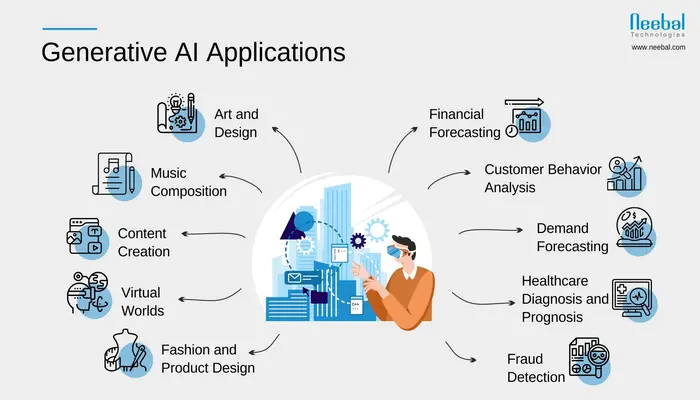 Neebal
Technologies
www.neebal.com
Generative AI Applications
Art and
Design
Music
Composition
Content
Creation
Virtual
Worlds
Fashion and
Product Design
Financial
Forecasting
Customer Behavior
Analysis
Demand
Forecasting
Healthcare
Diagnosis and
Prognosis
Fraud
Detection